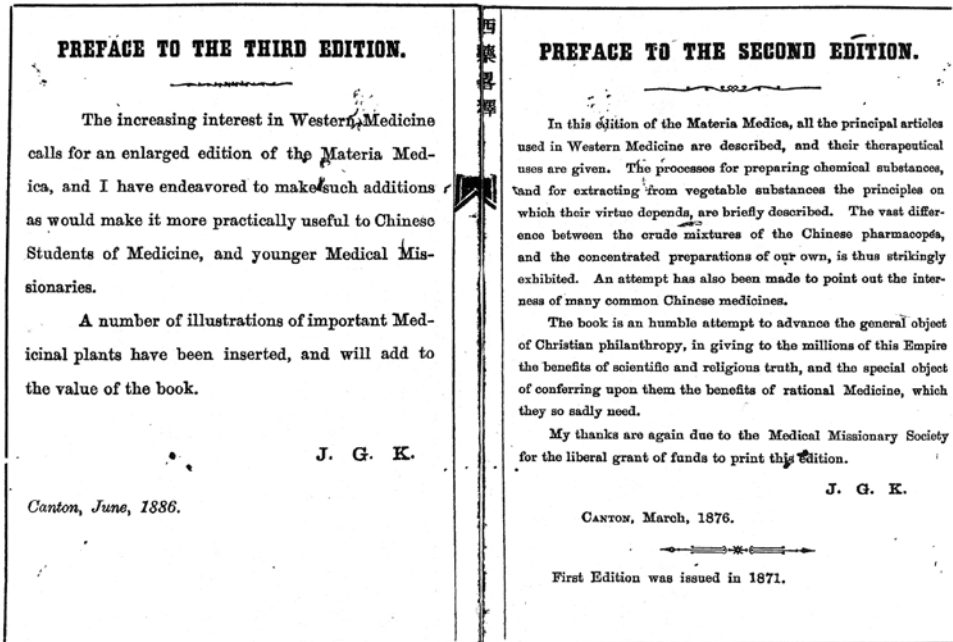 PREFACE TO THE THIRD EDITION.
The increasing interest in Western Medicine
calls for an enlarged edition of the Materia Med-
ica, and I have endeavored to make such additions
as would make it more practically useful to Chinese
Students of Medicine, and younger Medical Mis-
sionaries.
A number of illustrations of important Med-
icinal plants have been inserted, and will add to
the value of the book.
J. G. K.
Canton, June, 1886.
西藥畧釋
PREFACE TO THE SECOND EDITION.
In this edition of the Materia Medica, all the principal articles
used in Western Medicine are described, and their therapeutical
uses are given. The processes for preparing chemical substances,
and for extracting from vegetable substances the principles on
which their virtue depends, are briefly described. The vast differ-
ence between the crude mixtures of the Chinese pharmacopéa,
and the concentrated preparations of our own, is thus strikingly
exhibited. An attempt has also been made to point out the inter-
ness of many common Chinese medicines.
The book is an humble attempt to advance the general object
of Christian philanthropy, in giving to the millions of this Empire
the benefits of scientific and religious truth, and the special object
of conferring upon them the benefits of rational Medicine, which
they so sadly need.
My thanks are again due to the Medical Missionary Society
for the liberal grant of funds to print this edition.
J. G. K.
CANTON, March, 1876.
First Edition was issued in 1871.